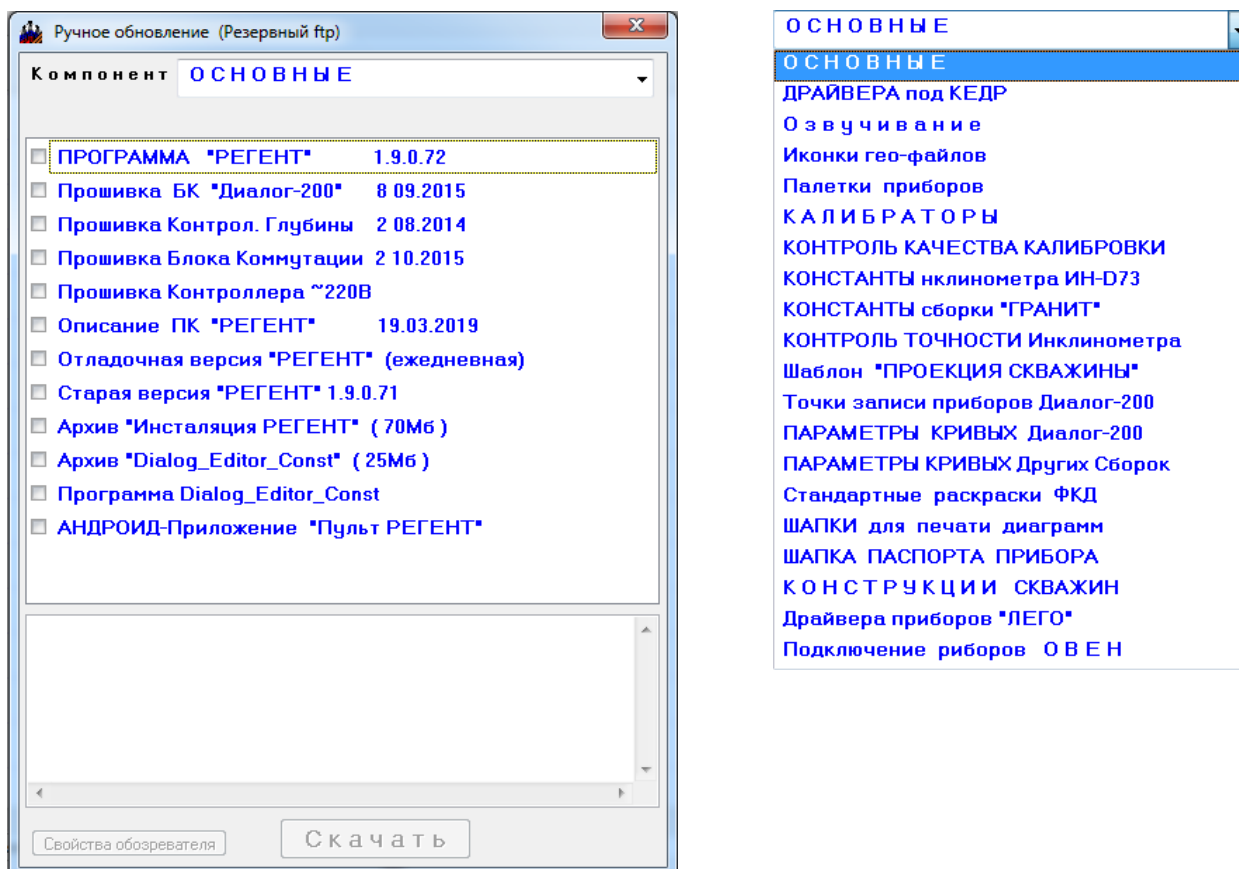 Ручное обновление (Резервный ftp)
Компонент ОСНОВНЫЕ
ПРОГРАММА "РЕГЕНТ" 1.9.0.72
Прошивка БК "Диалог-200" 8 09.2015
Прошивка Контрол. Глубины 2 08.2014
Прошивка Блока Коммутации 2 10.2015
Прошивка Контроллера ~220В
Описание ПК "РЕГЕНТ" 19.03.2019
Отладочная версия "РЕГЕНТ" (ежедневная)
Старая версия "РЕГЕНТ" 1.9.0.71
Архив "Инсталяция РЕГЕНТ" ( 70Мб )
Архив "Dialog_Editor_Const" ( 25Мб )
Программа Dialog_Editor_Const
АНДРОИД-Приложение "Пульт РЕГЕНТ"
Свойства обозревателя
Скачать
ОСНОВНЫЕ
ОСНОВНЫЕ
ДРАЙВЕРА под КЕДР
Озвучивание
Иконки гео-файлов
Палетки приборов
КАЛИБРАТОРЫ
КОНТРОЛЬ КАЧЕСТВА КАЛИБРОВКИ
КОНСТАНТЫ нклинометра ИН-D73
КОНСТАНТЫ сборки "ГРАНИТ"
КОНТРОЛЬ ТОЧНОСТИ Инклинометра
Шаблон "ПРОЕКЦИЯ СКВАЖИНЫ"
Точки записи приборов Диалог-200
ПАРАМЕТРЫ КРИВЫХ Диалог-200
ПАРАМЕТРЫ КРИВЫХ Других Сборок
Стандартные раскраски ФКД
ШАПКИ для печати диаграмм
ШАПКА ПАСПОРТА ПРИБОРА
КОНСТРУКЦИИ СКВАЖИН
Драйвера приборов "ЛЕГО"
Подключение риборов ОВЕН